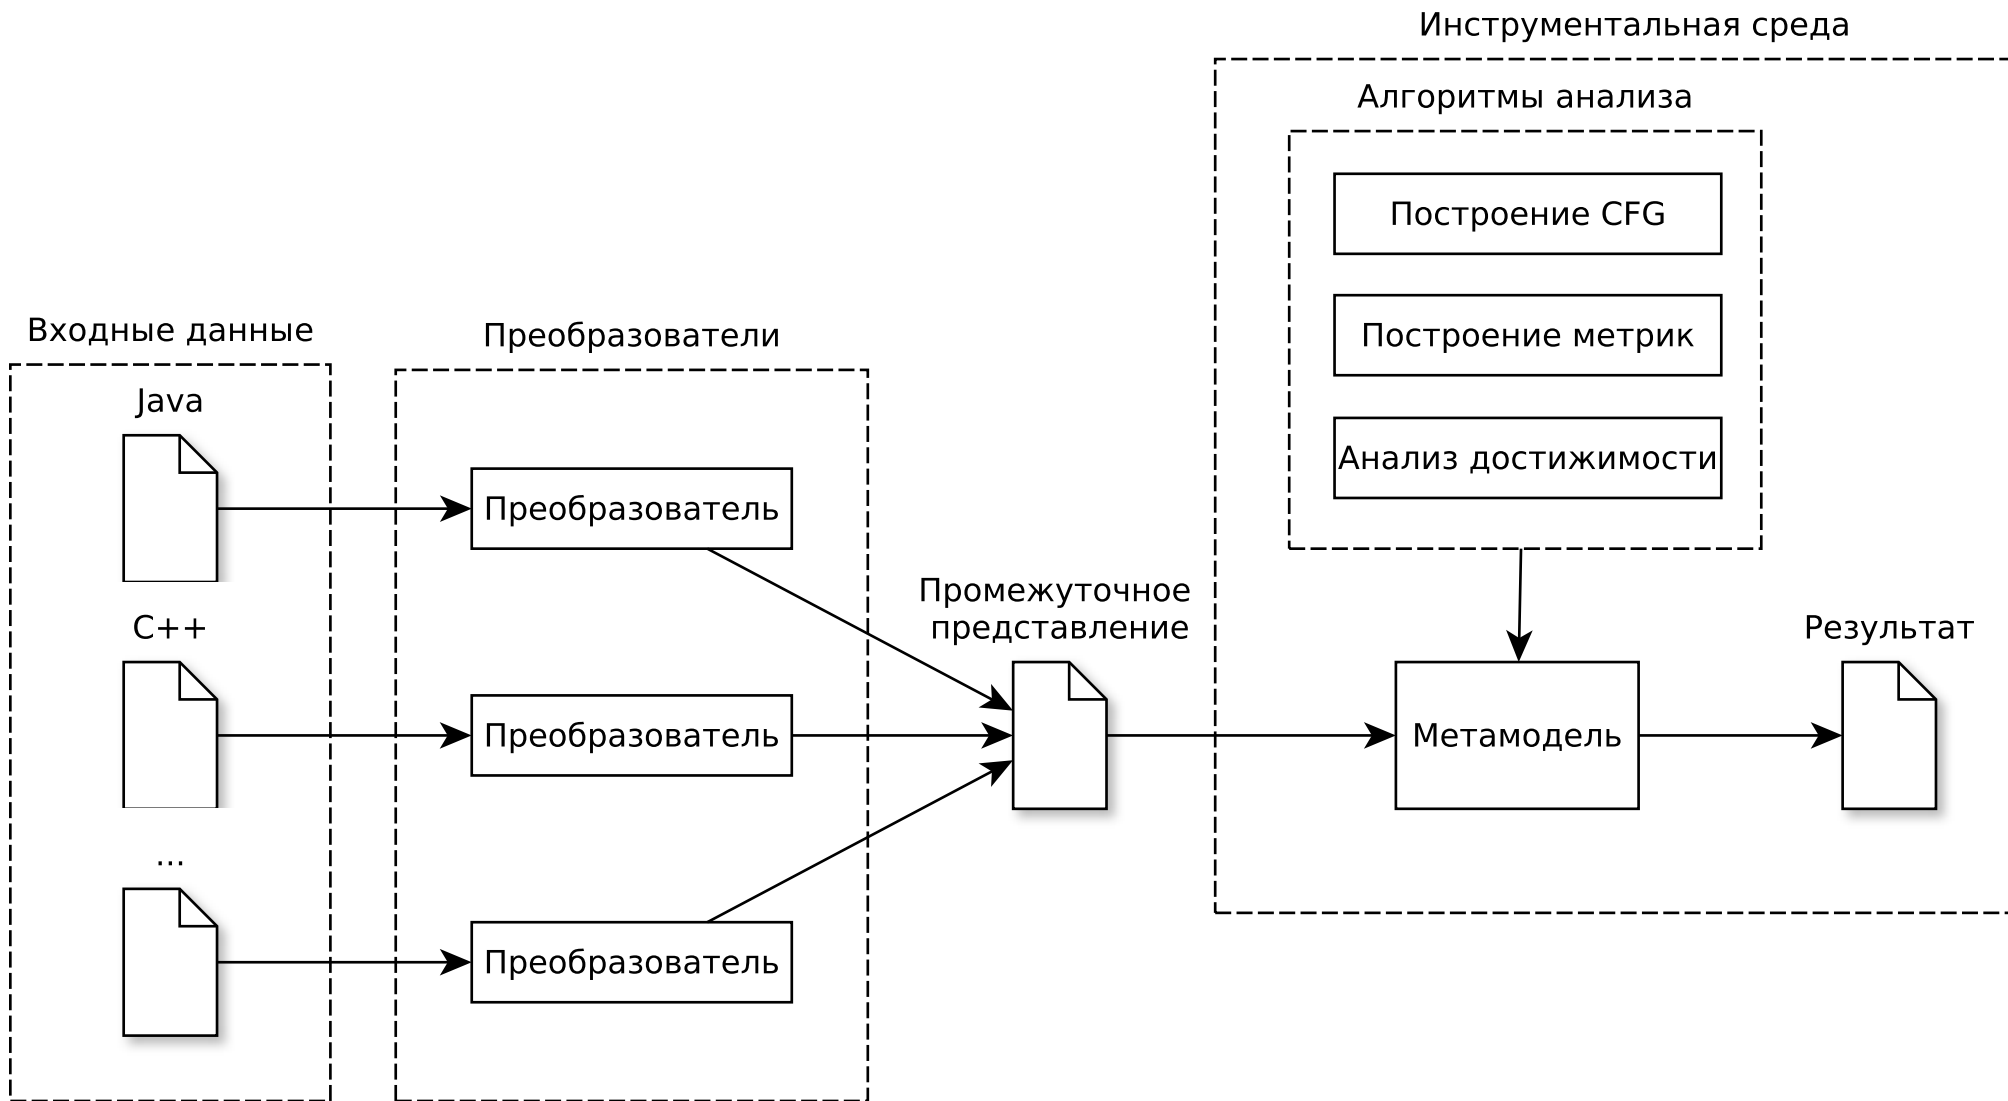 Инструментальная среда
Алгоритмы анализа
Построение CFG
Построение метрик
Анализ достижимости
Входные данные
Java
C++
...
Преобразователи
Преобразователь
Преобразователь
Преобразователь
Промежуточное
представление
Метамодель
Результат